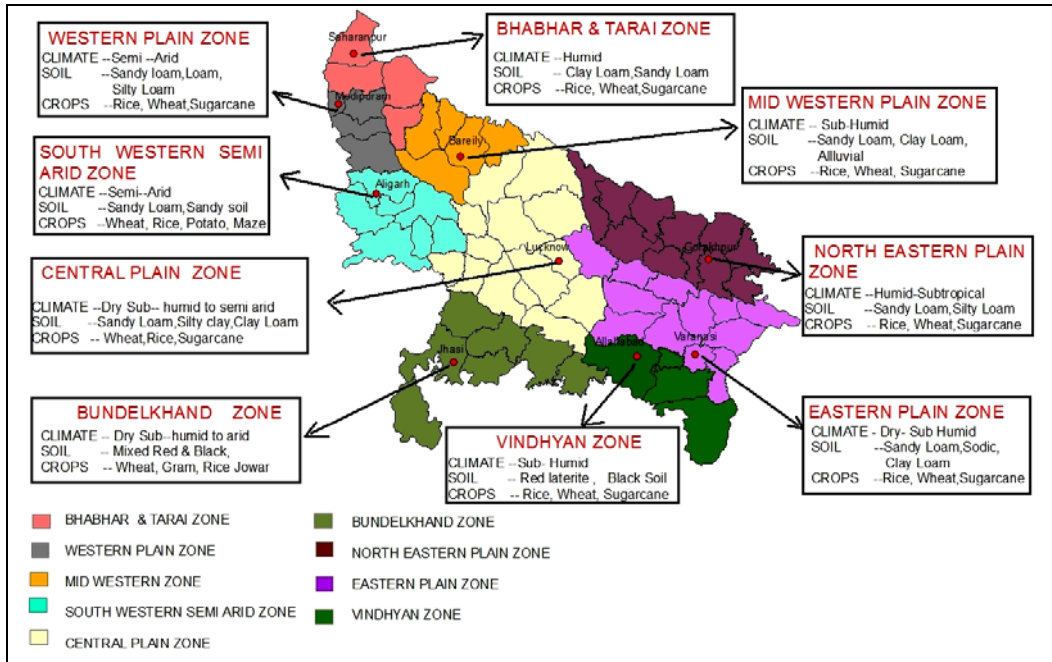 WESTERN PLAIN ZONE
CLIMATE --Semi --Arid
SOIL --Sandy loam,Loam,
Silty Loam
CROPS --Rice, Wheat,Sugarcane
BHABHAR & TARAI ZONE
CLIMATE --Humid
SOIL -- Clay Loam,Sandy Loam
CROPS --Rice, Wheat,Sugarcane
MID WESTERN PLAIN ZONE
CLIMATE -- Sub-Humid
SOIL --Sandy Loam, Clay Loam,
Allluvial
CROPS --Rice, Wheat, Sugarcane
SOUTH WESTERN SEMI
ARID ZONE
CLIMATE --Semi--Arid
SOIL --Sandy Loam,Sandy soil
CROPS --Wheat, Rice, Potato, Maze
CENTRAL PLAIN ZONE
CLIMATE --Dry Sub-- humid to semi arid
SOIL --Sandy Loam,Silty clay,Clay Loam
CROPS -- Wheat,Rice,Sugarcane
NORTH EASTERN PLAIN
ZONE
CLIMATE --Humid-Subtropical
SOIL --Sandy Loam,Silty Loam
CROPS -- Rice, Wheat,Sugarcane
BUNDELKHAND ZONE
CLIMATE -- Dry Sub--humid to arid
SOIL -- Mixed Red & Black,
CROPS -- Wheat, Gram, Rice Jowar
VINDHYAN ZONE
CLIMATE --Sub- Humid
SOIL -- Red laterite , Black Soil
CROPS -- Rice, Wheat, Sugarcane
EASTERN PLAIN ZONE
CLIMATE - Dry- Sub Humid
SOIL --Sandy Loam,Sodic,
Clay Loam
CROPS -- Rice, Wheat,Sugarcane
Saharanpur
Modipuram
Bareily
Aligarh
Lucknow
Gorakhpur
Jhasi
Allahabad
Varanasi
BHABHAR & TARAI ZONE
WESTERN PLAIN ZONE
MID WESTERN ZONE
SOUTH WESTERN SEMI ARID ZONE
CENTRAL PLAIN ZONE
BUNDELKHAND ZONE
NORTH EASTERN PLAIN ZONE
EASTERN PLAIN ZONE
VINDHYAN ZONE